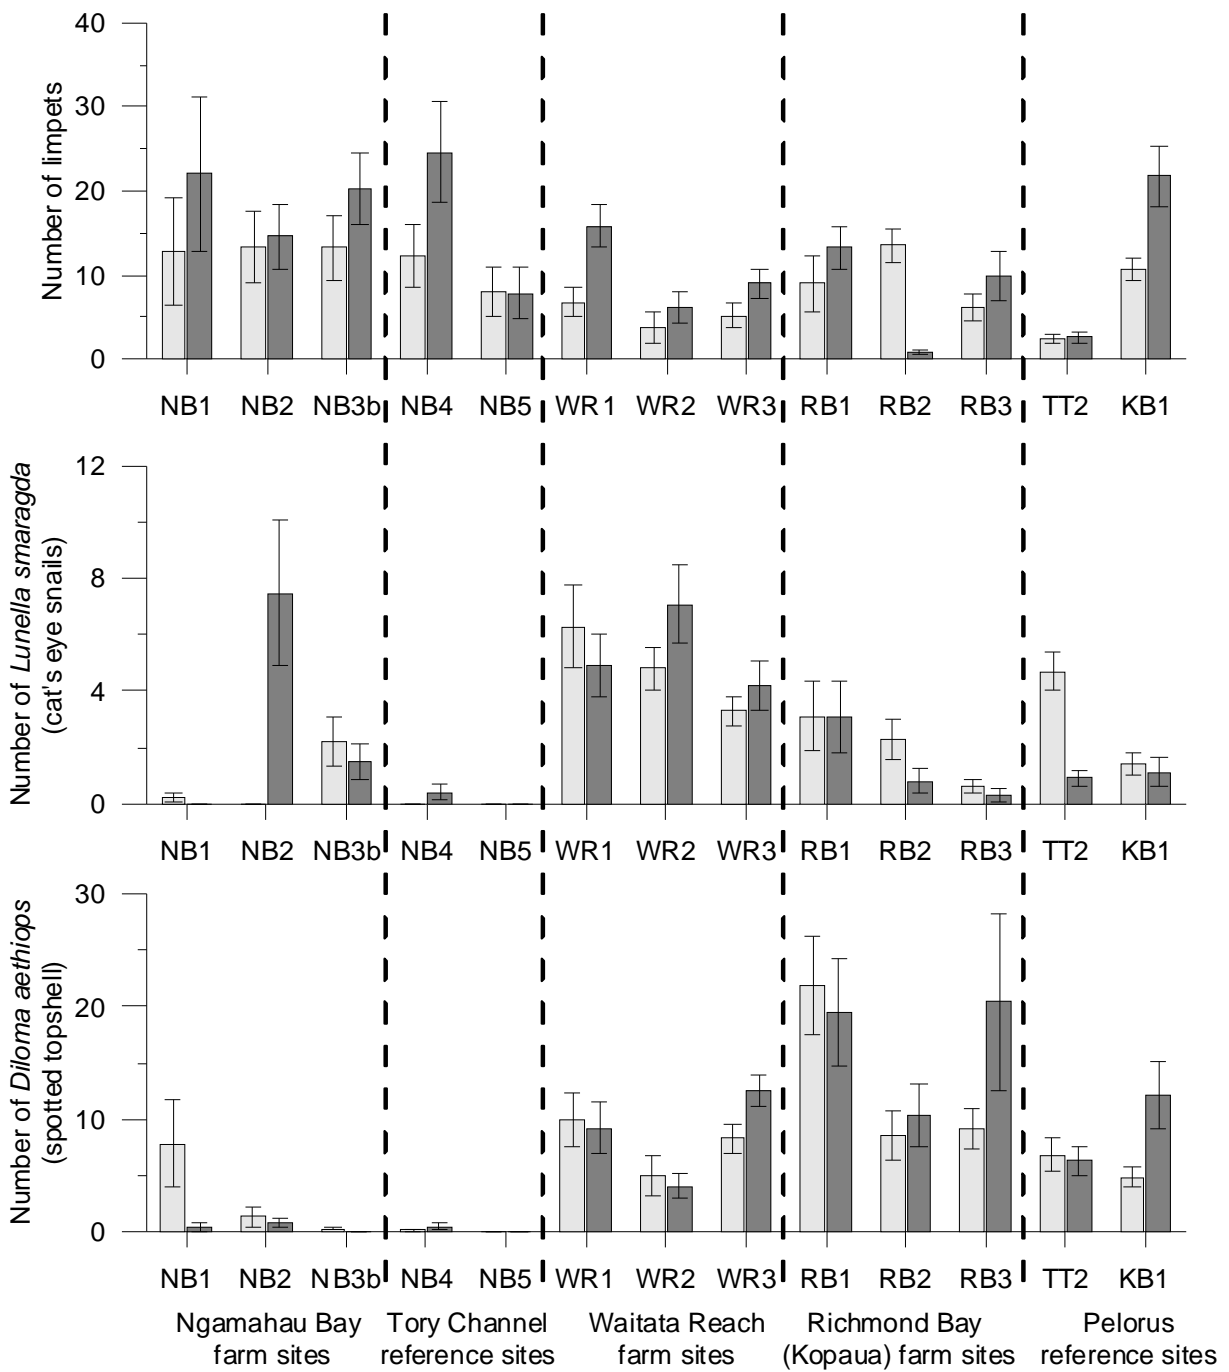 40
30
20
10
0
Number of limpets
NB1 NB2 NB3b NB4 NB5 WR1 WR2 WR3 RB1 RB2 RB3 TT2 KB1
12
8
4
0
Number of Lunella smaragda
(cat's eye snails)
NB1 NB2 NB3b NB4 NB5 WR1 WR2 WR3 RB1 RB2 RB3 TT2 KB1
30
20
10
0
Number of Diloma aethiops
(spotted topshell)
NB1 NB2 NB3b NB4 NB5 WR1 WR2 WR3 RB1 RB2 RB3 TT2 KB1
Ngamahau Bay
farm sites
Tory Channel
reference sites
Waitata Reach
farm sites
Richmond Bay
(Kopaua) farm sites
Pelorus
reference sites